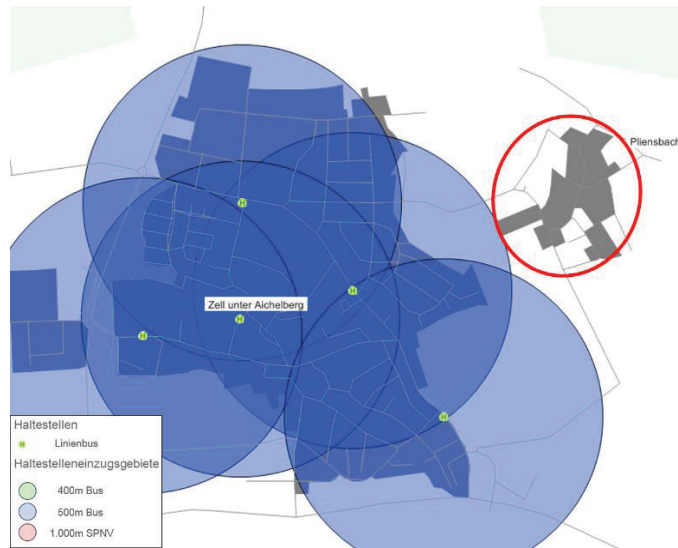 Pliensbach
H
Zell unter Aichelberg
H
H
H
H
Haltestellen
Linienbus
Haltestelleneinzugsgebiete
400m Bus
500m Bus
1.000m SPNV